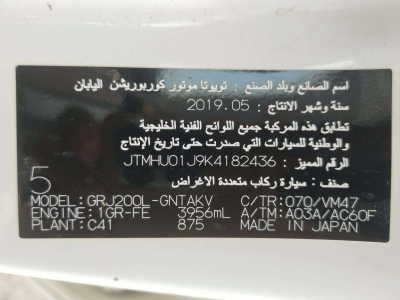 اسم الصانع وبلد الصنع : تويوتا موتور كوربوريشن اليابان
سنة وشهر الانتاج : 2019.05
تطابق هذه المركبة جميع اللوائح الفنية الخليجية
والوطنية للسيارات التي صدرت حتى تاريخ الإنتاج
الرقم المميز : JTMHU01J9K4182436
صنف : سيارة ركاب متعددة الاغراض
5
MODEL: GRJ200L-GNTAKV C/TR: 070/VM47
ENGINE: 1GR-FE 3956mL A/TM: A03A/AC60F
PLANT: C41 875 MADE IN JAPAN